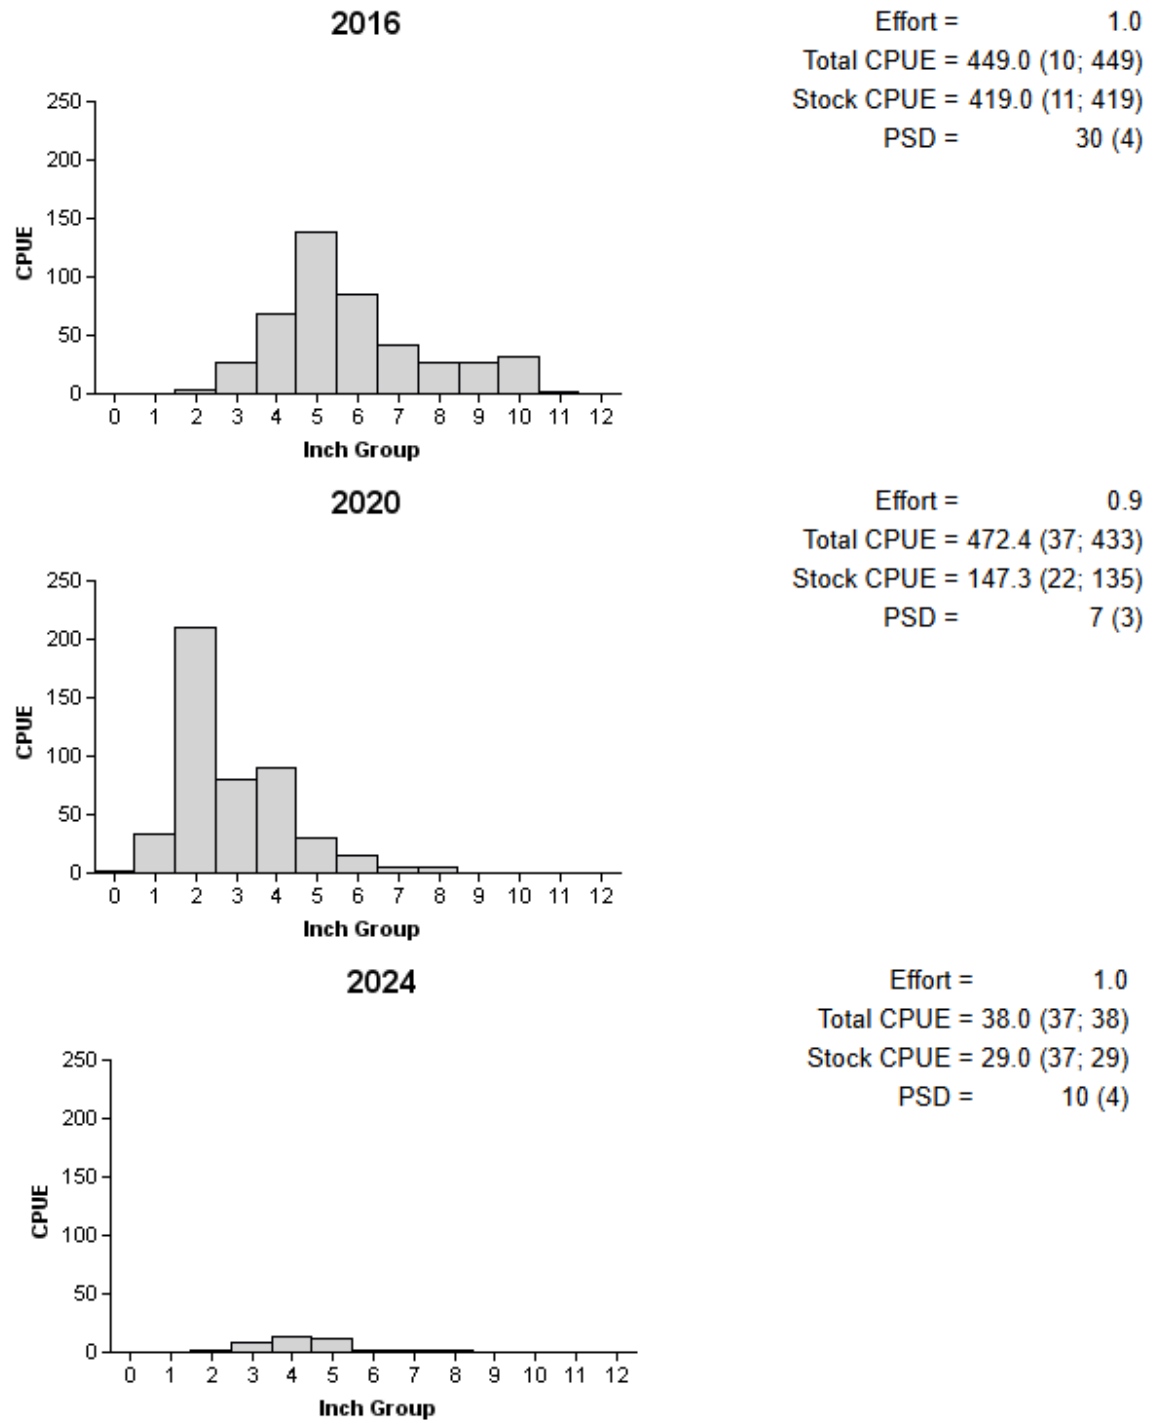 2016
Effort = 1.0
Total CPUE = 449.0 (10; 449)
Stock CPUE = 419.0 (11; 419)
PSD = 30 (4)
250
200
150
100
50
0
CPUE
0 1 2 3 4 5 6 7 8 9 10 11 12
Inch Group
2020
Effort = 0.9
Total CPUE = 472.4 (37; 433)
Stock CPUE = 147.3 (22; 135)
PSD = 7 (3)
250
200
150
100
50
0
CPUE
0 1 2 3 4 5 6 7 8 9 10 11 12
Inch Group
2024
Effort = 1.0
Total CPUE = 38.0 (37; 38)
Stock CPUE = 29.0 (37; 29)
PSD = 10 (4)
250
200
150
100
50
0
CPUE
0 1 2 3 4 5 6 7 8 9 10 11 12
Inch Group